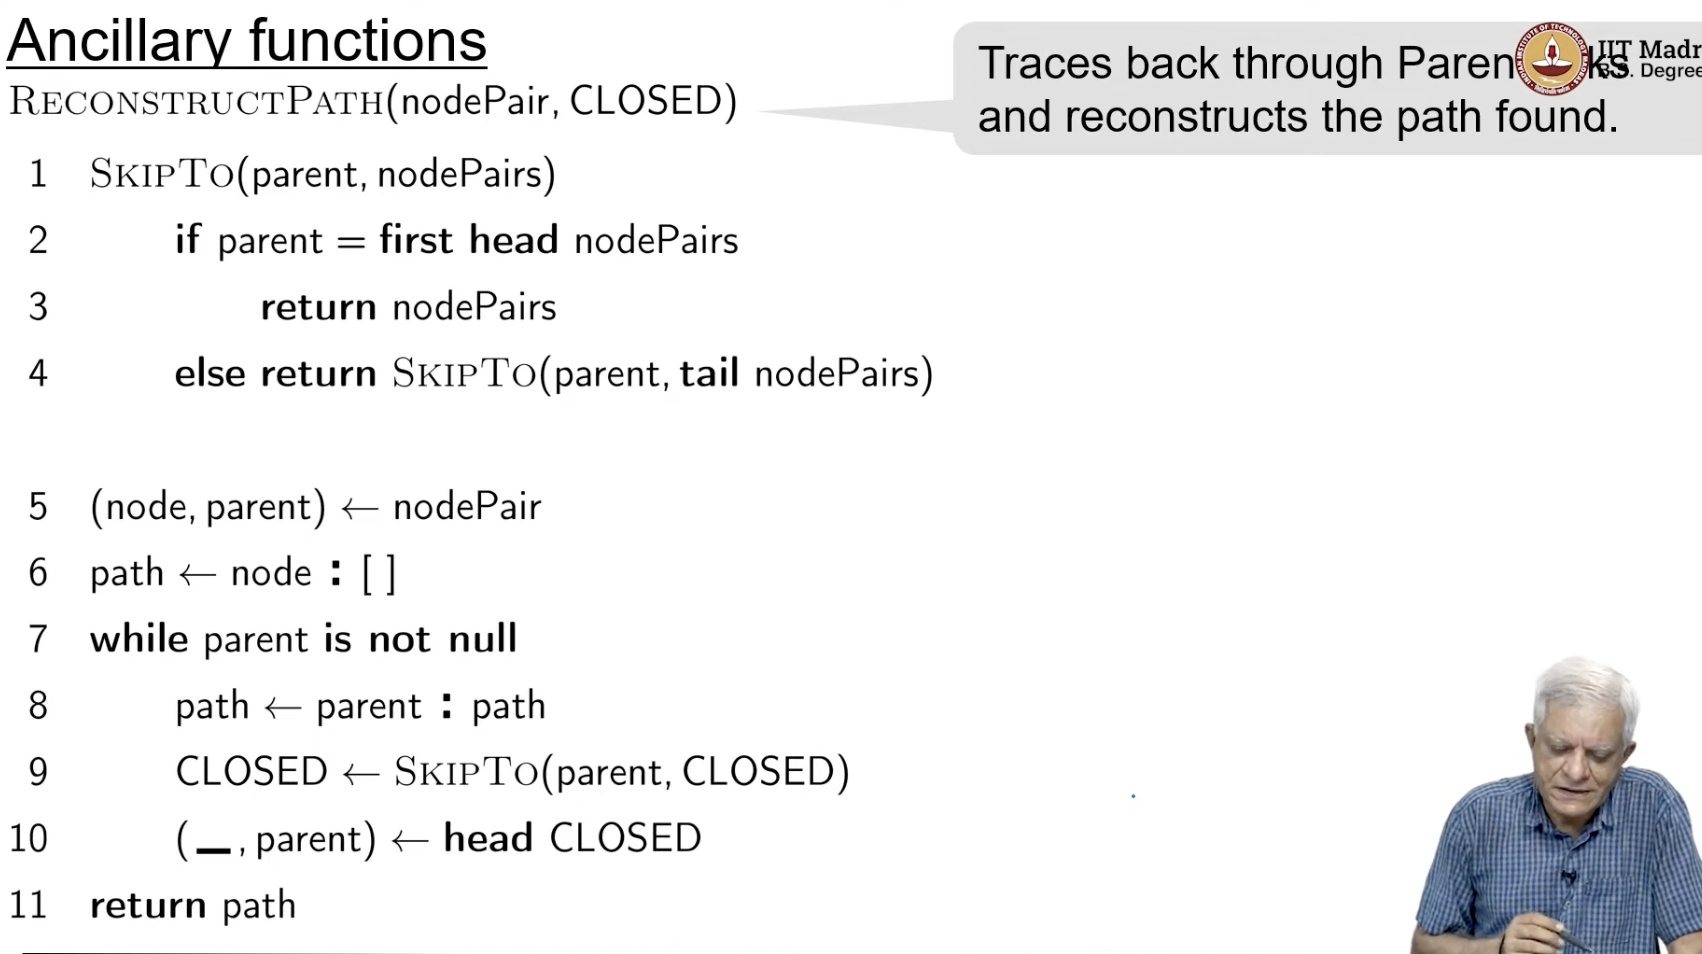 Ancillary functions
RECONSTRUCTPATH(nodePair, CLOSED)
Traces back through Paren ks
and reconstructs the path found.
IIT Madr
B.S. Degree
1 SKIPTO(parent, nodePairs)
2 if parent = first head nodePairs
3 return nodePairs
4 else return SKIPTO(parent, tail nodePairs)
5 (node, parent) ← nodePair
6 path ← node : [ ]
7 while parent is not null
8 path ← parent : path
9 CLOSED ← SKIPTO(parent, CLOSED)
10 ( _ , parent) ← head CLOSED
11 return path